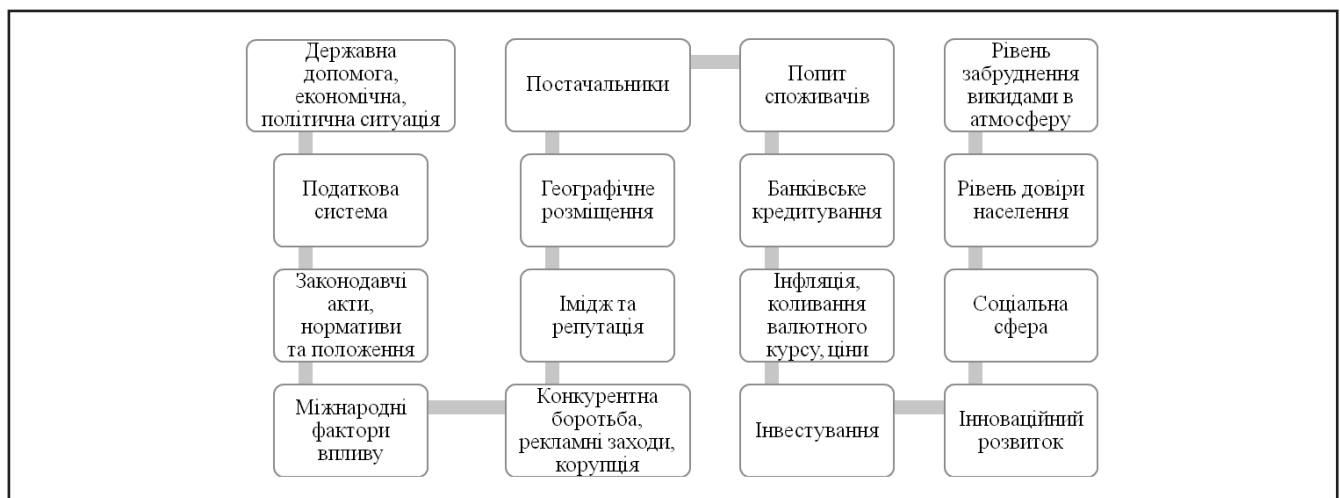 Державна
допомога,
економічна,
політична ситуація
Податкова
система
Законодавчі
акти,
нормативи
та положення
Міжнародні
фактори
впливу
Конкурентна
боротьба,
рекламні заходи,
корупція
Імідж та
репутація
Географічне
розміщення
Постачальники
Попит
споживачів
Банківське
кредитування
Інфляція,
коливання
валютного
курсу, ціни
Інвестування
Інноваційний
розвиток
Соціальна
сфера
Рівень довіри
населення
Рівень
забруднення
викидами в
атмосферу